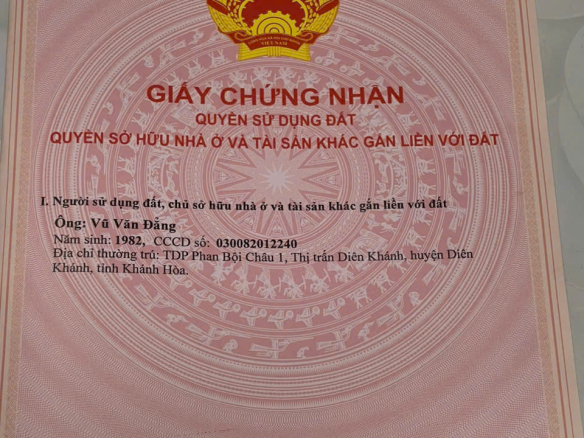 VIỆT NAM
GIẤY CHỨNG NHẬN
QUYỀN SỬ DỤNG ĐẤT
QUYỀN SỞ HỮU NHÀ Ở VÀ TÀI SẢN KHÁC GẮN LIỀN VỚI ĐẤT
I. Người sử dụng đất, chủ sở hữu nhà ở và tài sản khác gắn liền với đất
Ông: Vũ Văn Đẳng
Năm sinh: 1982, CCCD số: 030082012240
Địa chỉ thường trú: TDP Phan Bội Châu 1, Thị trấn Diên Khánh, huyện Diên
Khánh, tỉnh Khánh Hòa.